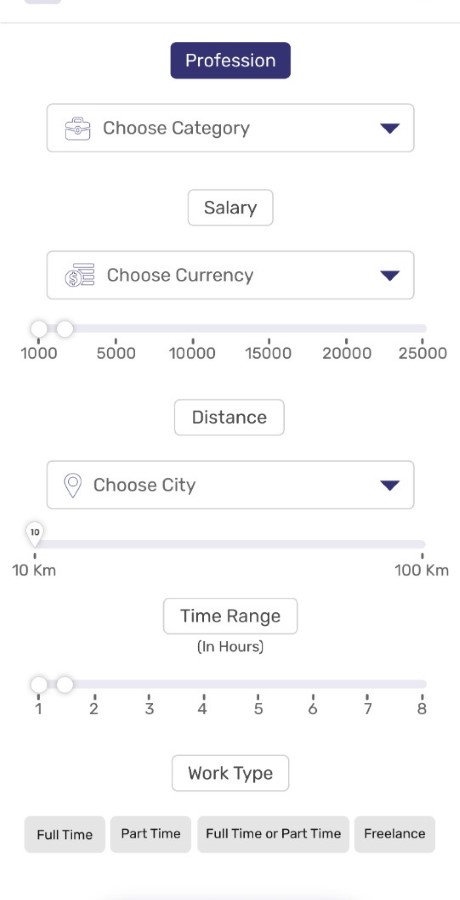 Profession
Choose Category
Salary
Choose Currency
1000 5000 10000 15000 20000 25000
Distance
Choose City
10
10 Km 100 Km
Time Range
(In Hours)
1 2 3 4 5 6 7 8
Work Type
Full Time Part Time Full Time or Part Time Freelance